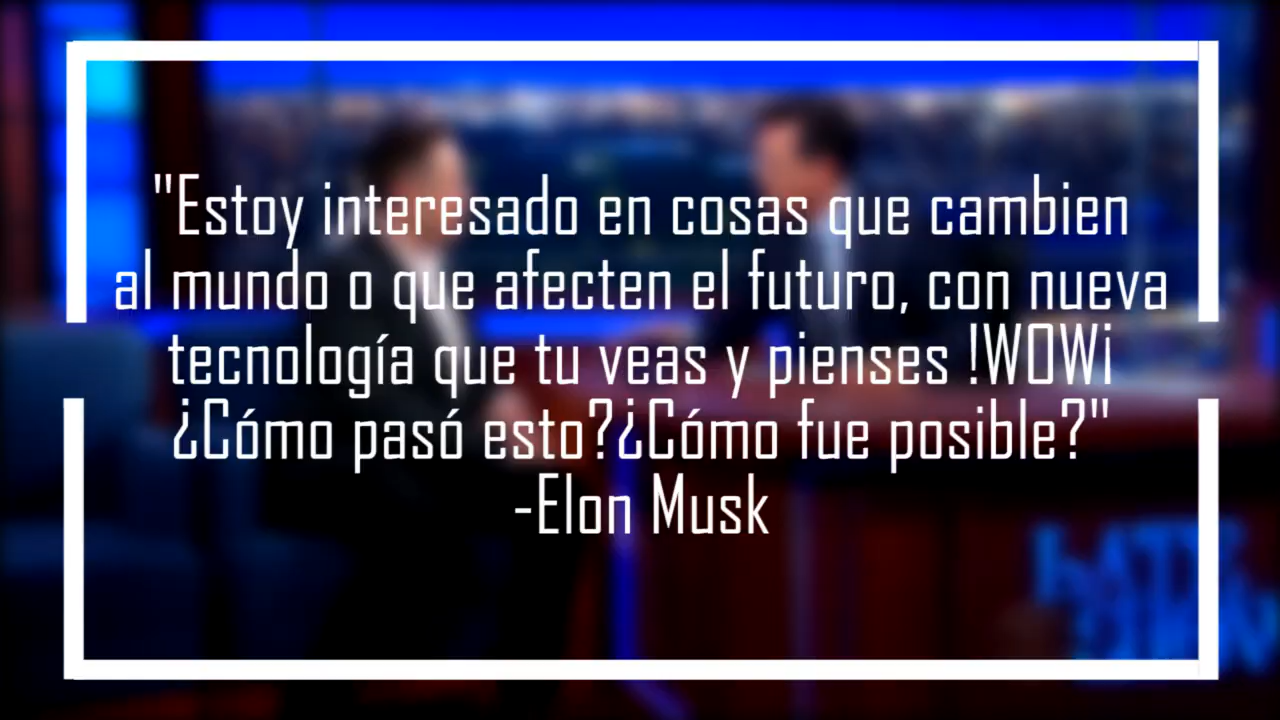 "Estoy interesado en cosas que cambien
al mundo o que afecten el futuro, con nueva
tecnología que tu veas y pienses !WOW¡
¿Cómo pasó esto?¿Cómo fue posible?"
-Elon Musk